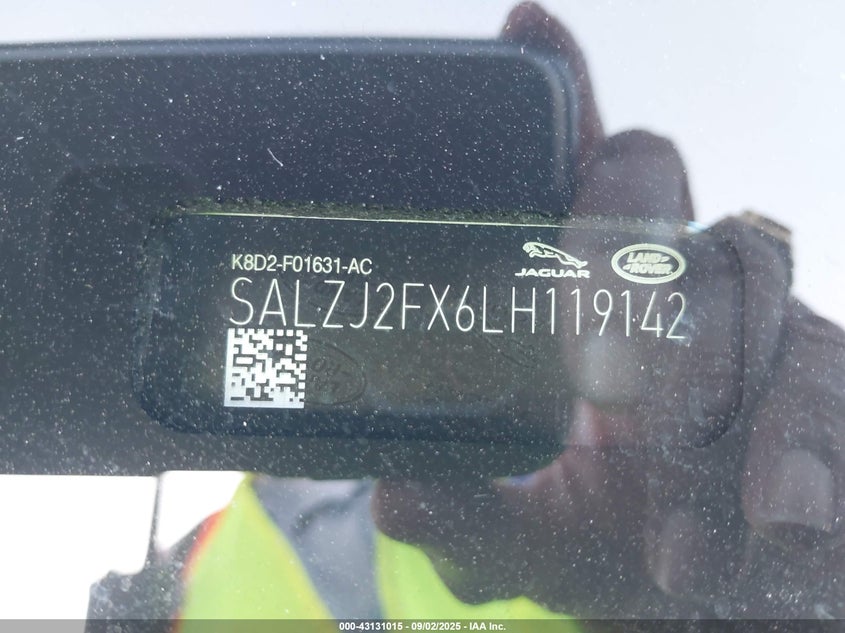 K8D2-F01631-AC
JAGUAR
LAND
ROVER
SALZJ2FX6LH119142
000-43131015 - 09/02/2025 - IAA Inc.